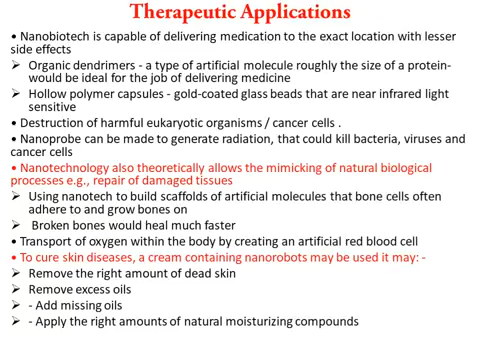 Therapeutic Applications
• Nanobiotech is capable of delivering medication to the exact location with lesser
side effects
➢ Organic dendrimers - a type of artificial molecule roughly the size of a protein-
would be ideal for the job of delivering medicine
➢ Hollow polymer capsules - gold-coated glass beads that are near infrared light
sensitive
• Destruction of harmful eukaryotic organisms / cancer cells .
• Nanoprobe can be made to generate radiation, that could kill bacteria, viruses and
cancer cells
• Nanotechnology also theoretically allows the mimicking of natural biological
processes e.g., repair of damaged tissues
➢ Using nanotech to build scaffolds of artificial molecules that bone cells often
adhere to and grow bones on
➢ Broken bones would heal much faster
• Transport of oxygen within the body by creating an artificial red blood cell
• To cure skin diseases, a cream containing nanorobots may be used it may: -
➢ Remove the right amount of dead skin
➢ Remove excess oils
➢ - Add missing oils
➢ - Apply the right amounts of natural moisturizing compounds